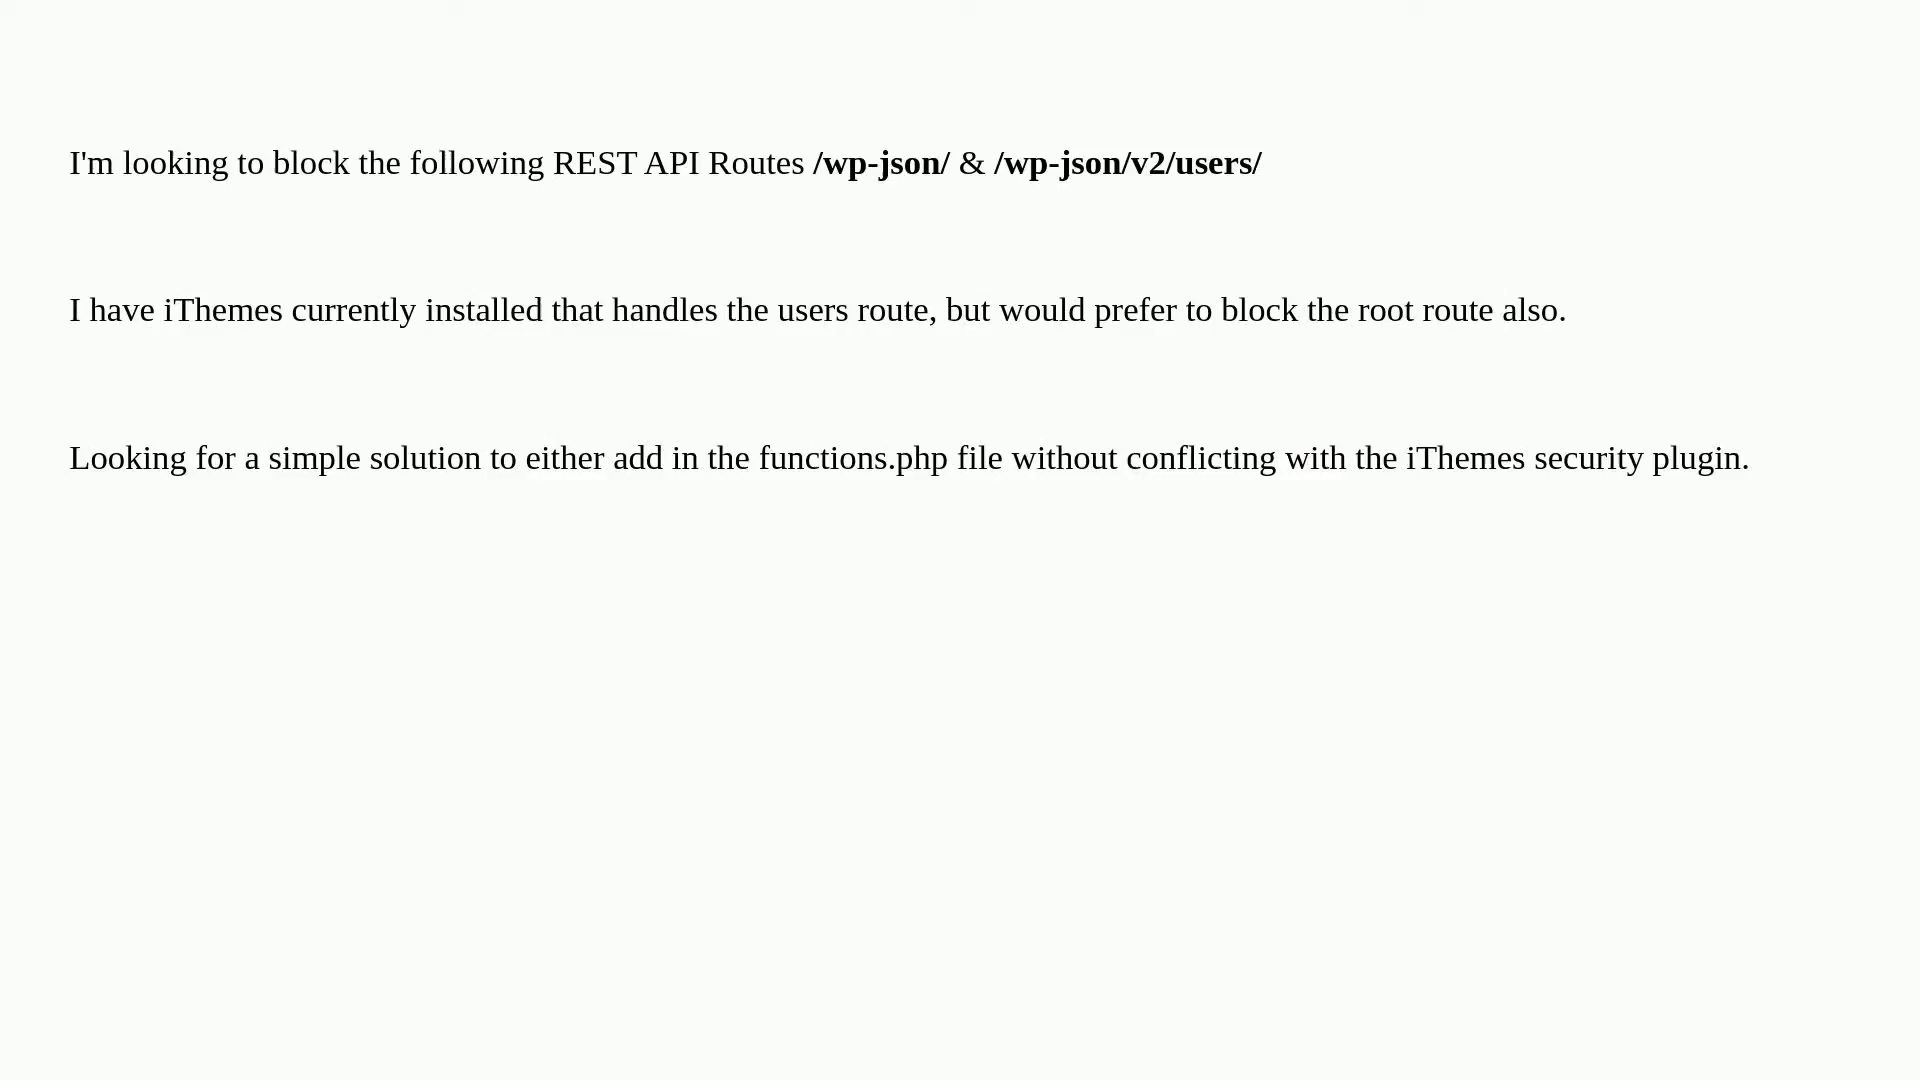 I'm looking to block the following REST API Routes /wp-json/ & /wp-json/v2/users/
I have iThemes currently installed that handles the users route, but would prefer to block the root route also.
Looking for a simple solution to either add in the functions.php file without conflicting with the iThemes security plugin.